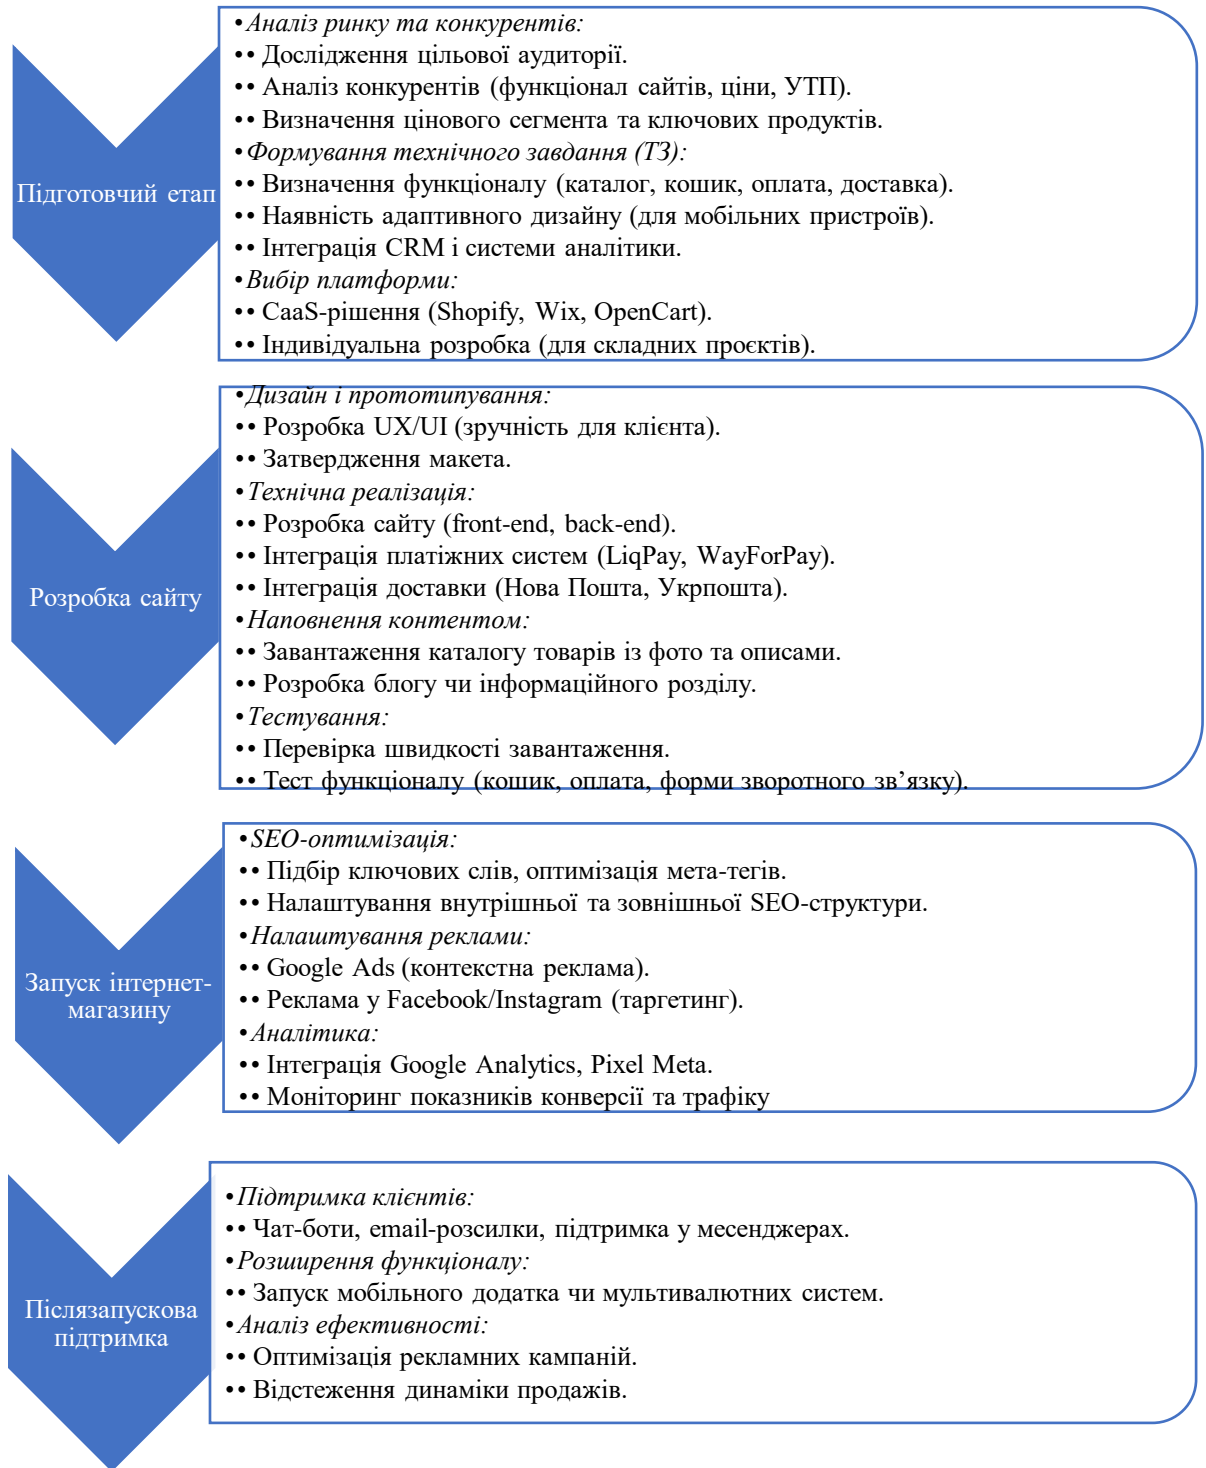 Підготовчий етап
•Аналіз ринку та конкурентів:
•• Дослідження цільової аудиторії.
•• Аналіз конкурентів (функціонал сайтів, ціни, УТП).
•• Визначення цінового сегмента та ключових продуктів.
•Формування технічного завдання (ТЗ):
•• Визначення функціоналу (каталог, кошик, оплата, доставка).
•• Наявність адаптивного дизайну (для мобільних пристроїв).
•• Інтеграція CRM і системи аналітики.
•Вибір платформи:
•• СааS-рішення (Shopify, Wix, OpenCart).
•• Індивідуальна розробка (для складних проєктів).
Розробка сайту
•Дизайн і прототипування:
•• Розробка UX/UI (зручність для клієнта).
•• Затвердження макета.
•Технічна реалізація:
•• Розробка сайту (front-end, back-end).
•• Інтеграція платіжних систем (LiqPay, WayForPay).
•• Інтеграція доставки (Нова Пошта, Укрпошта).
•Наповнення контентом:
•• Завантаження каталогу товарів із фото та описами.
•• Розробка блогу чи інформаційного розділу.
•Тестування:
•• Перевірка швидкості завантаження.
•• Тест функціоналу (кошик, оплата, форми зворотного зв’язку).
Запуск інтернет-
магазину
•SEO-оптимізація:
•• Підбір ключових слів, оптимізація мета-тегів.
•• Налаштування внутрішньої та зовнішньої SEO-структури.
•Налаштування реклами:
•• Google Ads (контекстна реклама).
•• Реклама у Facebook/Instagram (таргетинг).
•Аналітика:
•• Інтеграція Google Analytics, Pixel Meta.
•• Моніторинг показників конверсії та трафіку
Післязапускова
підтримка
•Підтримка клієнтів:
•• Чат-боти, email-розсилки, підтримка у месенджерах.
•Розширення функціоналу:
•• Запуск мобільного додатка чи мультивалютних систем.
•Аналіз ефективності:
•• Оптимізація рекламних кампаній.
•• Відстеження динаміки продажів.